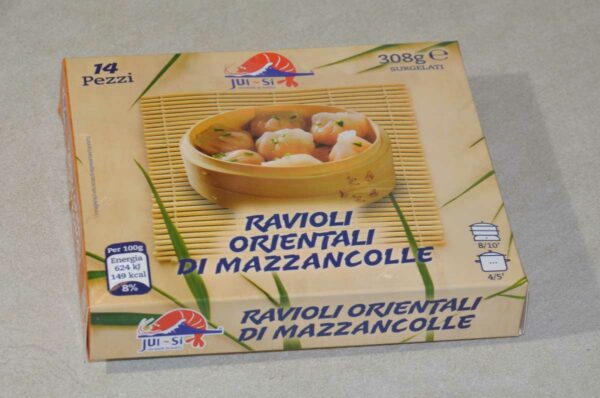 14
Pezzi
JUI ~ Si
308g e
SURGELATI
RAVIOLI
ORIENTALI
DI MAZZANCOLLE
Per 100g
Energia
624 kJ
149 kcal
8%
8/10'
4/5'
JUI ~ Si
RAVIOLI ORIENTALI
DI MAZZANCOLLE